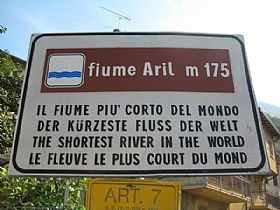 fiume Aril m 175
IL FIUME PIU' CORTO DEL MONDO
DER KÜRZESTE FLUSS DER WELT
THE SHORTEST RIVER IN THE WORLD
LE FLEUVE LE PLUS COURT DU MOND
ART. 7